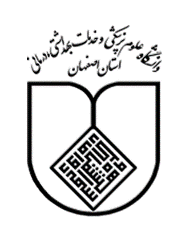 دانشگاه علوم پزشکی و خدمات بهداشتی، درمانی
استان اصفهان